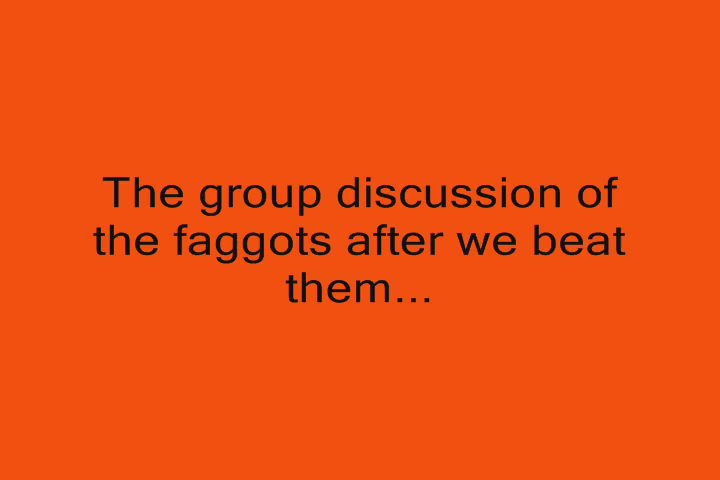 The group discussion of
the faggots after we beat
them...